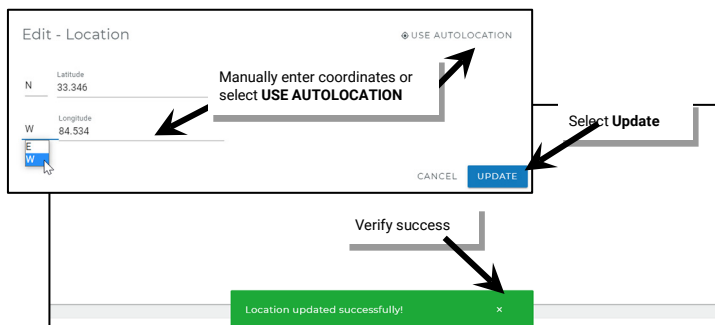 Edit - Location
USE AUTOLOCATION
Latitude
N 33.346
Manually enter coordinates or
select USE AUTOLOCATION
Longitude
W 84.534
E
W
Select Update
CANCEL UPDATE
Verify success
Location updated successfully! ×